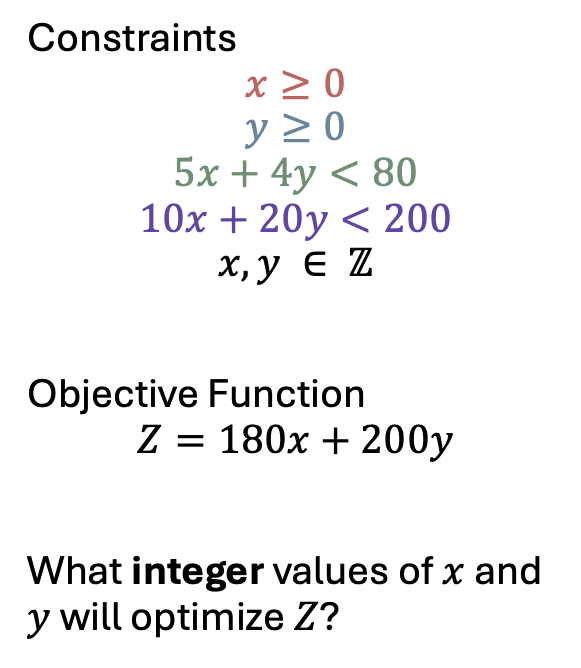 Constraints
x ≥ 0
y ≥ 0
5x + 4y < 80
10x + 20y < 200
x, y ∈ ℤ
Objective Function
Z = 180x + 200y
What integer values of x and
y will optimize Z?